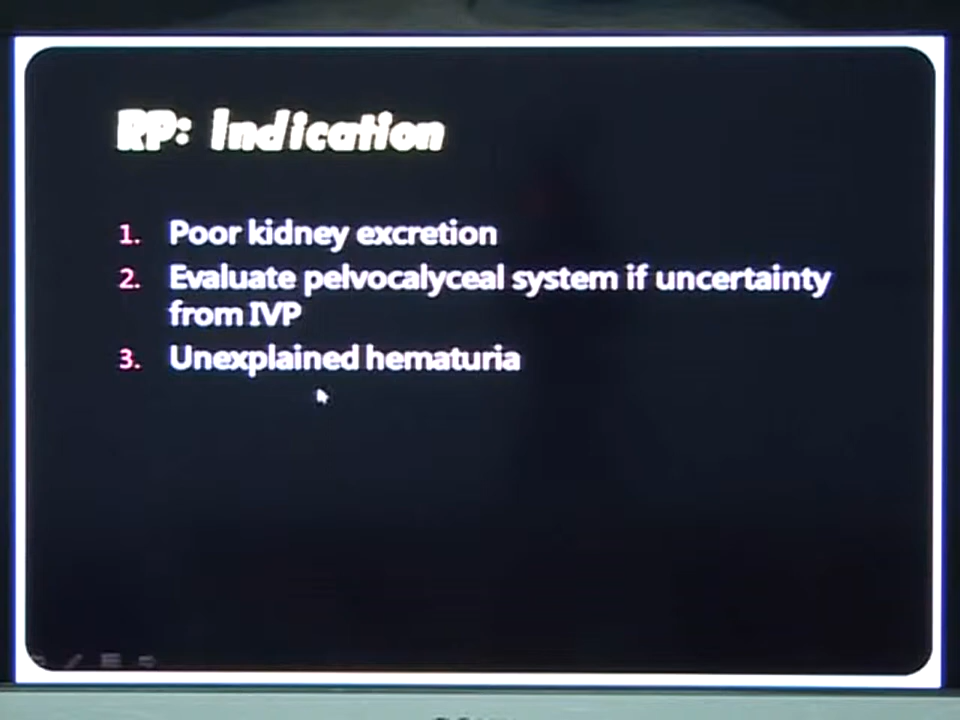 RP: Indication
1. Poor kidney excretion
2. Evaluate pelvocalyceal system if uncertainty
from IVP
3. Unexplained hematuria